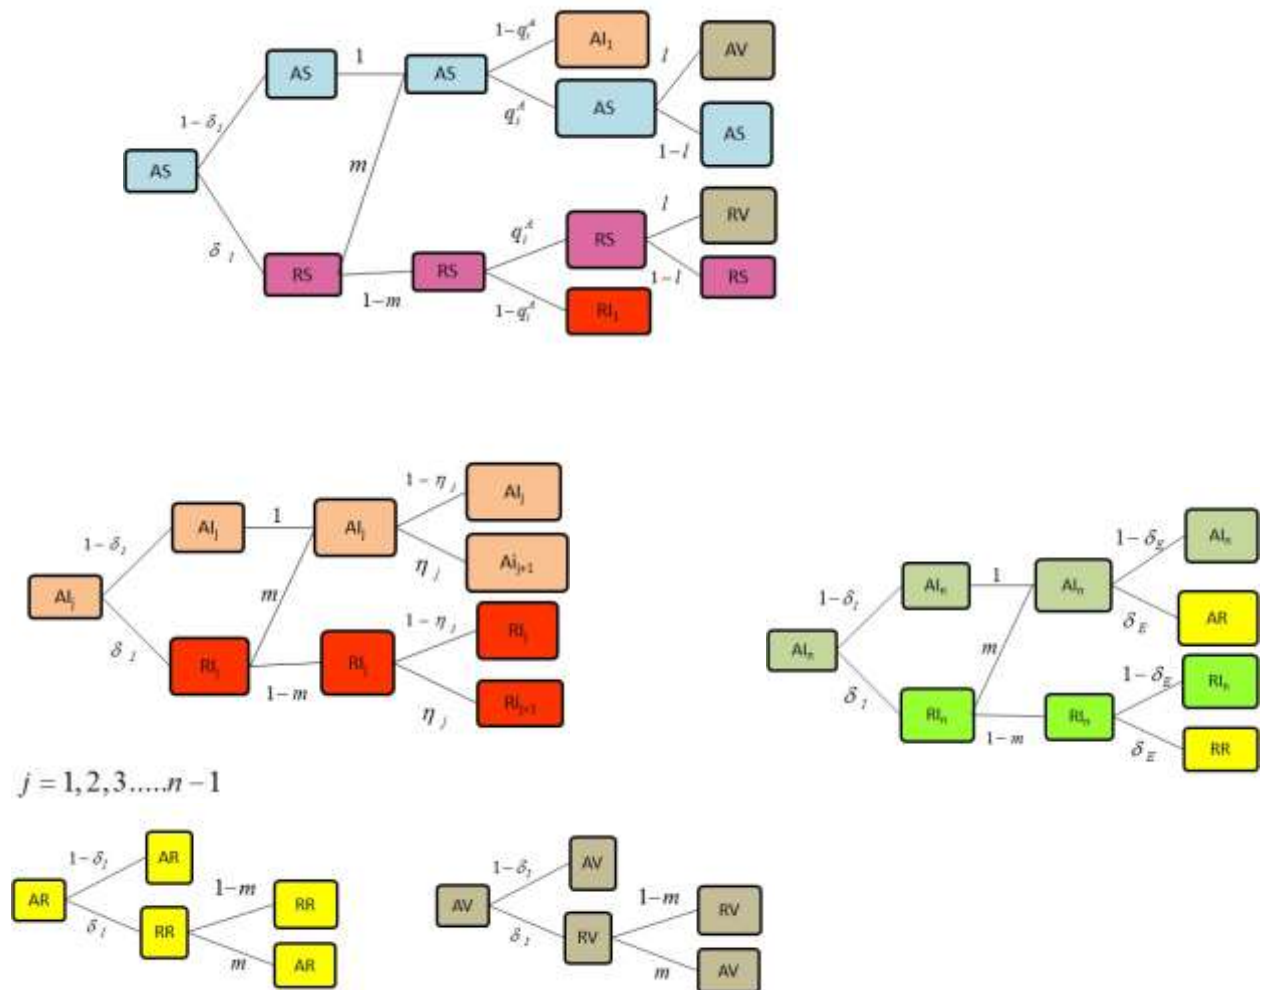 1-q_i^A
AI₁
l
AV
AS
1
AS
q_i^A
AS
1-δ_I
1-l
AS
AS
m
l
RV
δ_I
q_i^A
RS
RS
RS
1-l
RS
1-m
1-q_i^A
RI₁
1-η_j
AI_j
AI_j
1
AI_j
1-δ_I
η_j
Ai_{j+1}
AI_j
m
1-η_j
RI_j
δ_I
RI_j
RI_j
1-m
η_j
RI_{j+1}
1-δ_E
AI_n
AI_n
1
AI_n
1-δ_I
δ_E
AR
AI_n
m
1-δ_E
RI_n
δ_I
RI_n
RI_n
1-m
δ_E
RR
j = 1,2,3.....n-1
1-δ_I
AR
AR
1-m
RR
δ_I
RR
m
AR
1-δ_I
AV
AV
1-m
RV
δ_I
RV
m
AV